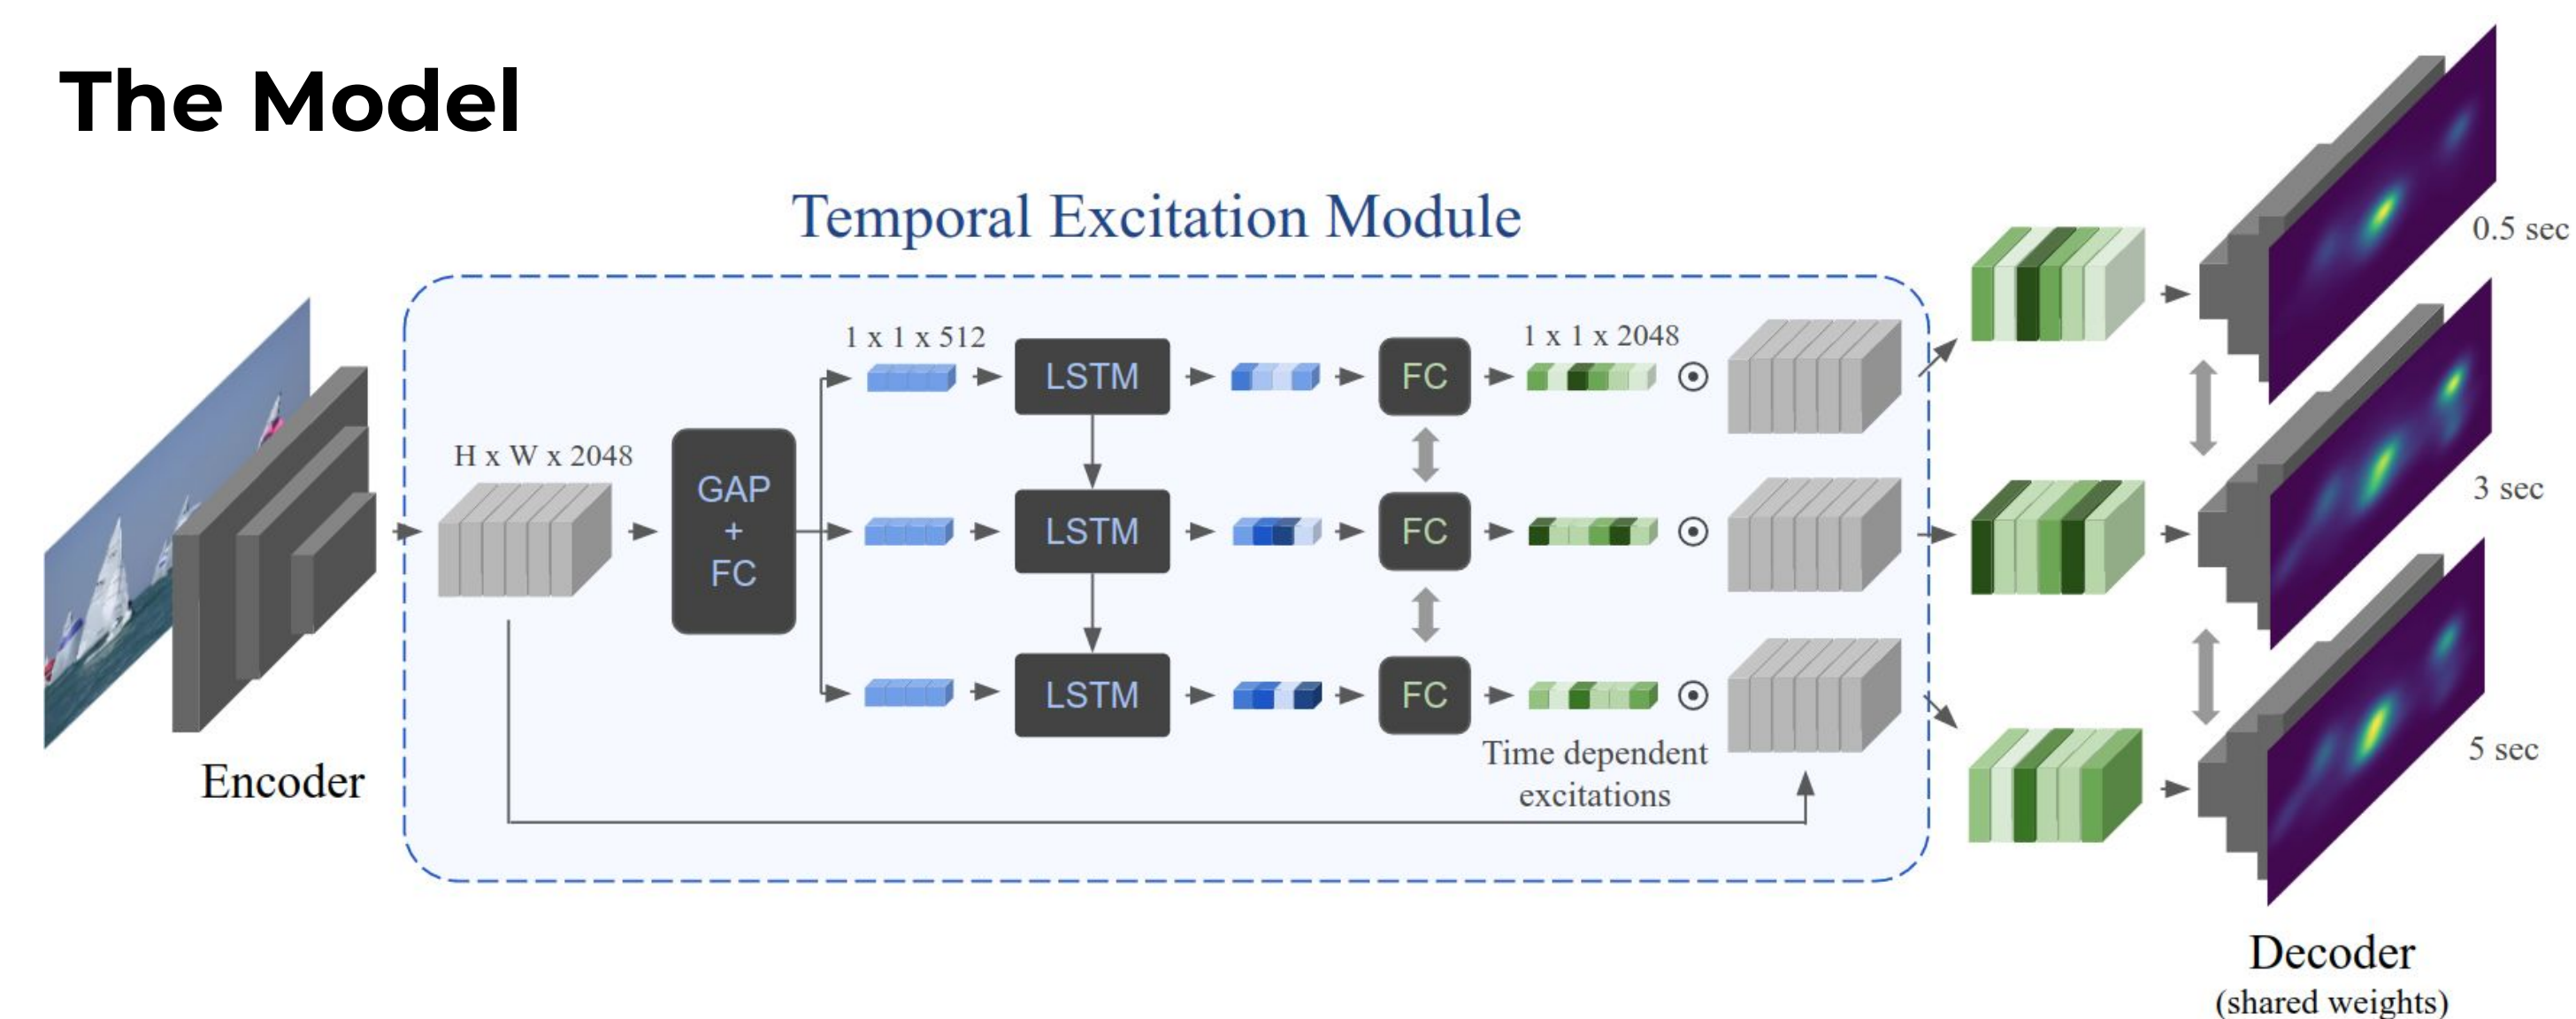 The Model
Temporal Excitation Module
0.5 sec
1 x 1 x 512
1 x 1 x 2048
LSTM
FC
H x W x 2048
GAP
+
FC
3 sec
LSTM
FC
LSTM
FC
Time dependent
excitations
5 sec
Encoder
Decoder
(shared weights)